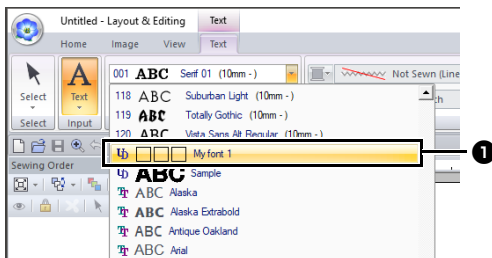 Untitled - Layout & Editing Text
Home Image View Text
001 ABC Serif 01 (10mm - ) Not Sewn (Line
Select Text
118 ABC Suburban Light (10mm - )
119 ABC Totally Gothic (10mm - )
Select Input
120 ABC Vista Sans Alt Regular (10mm - )
My font 1
1
Sewing Order
Sample
ABC Alaska
ABC Alaska Extrabold
ABC Antique Oakland
ABC Arial